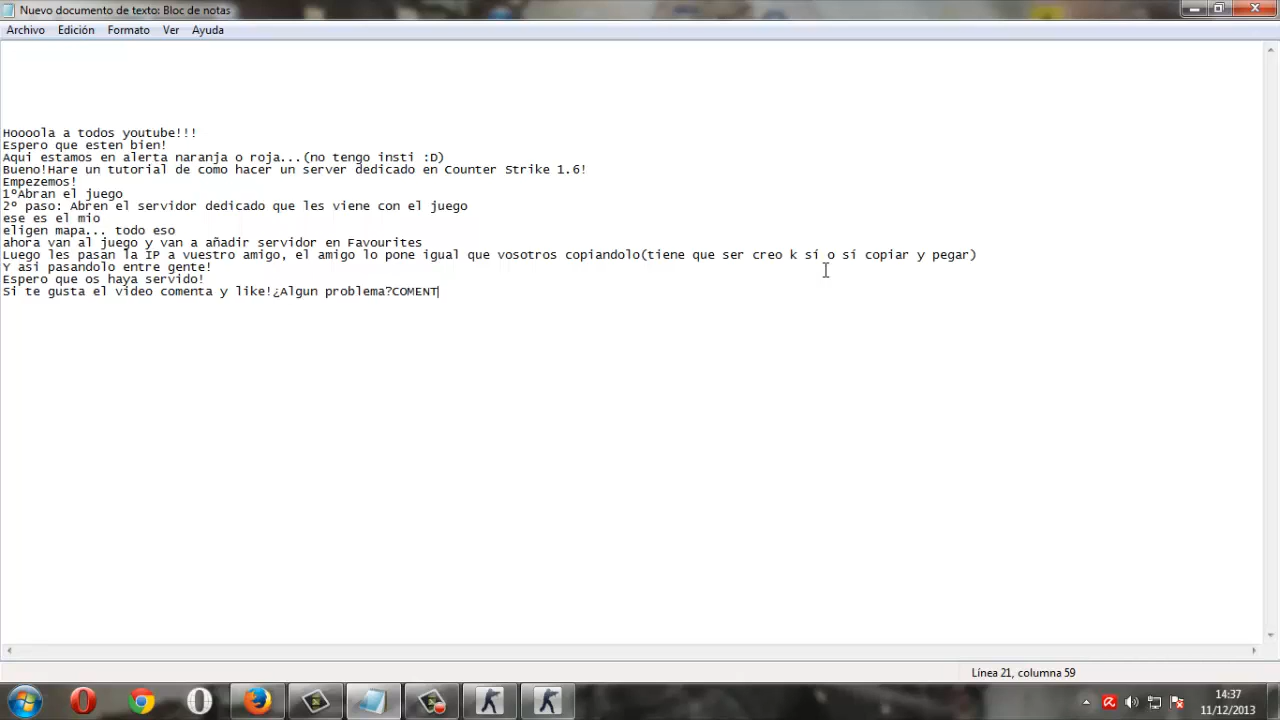 Nuevo documento de texto: Bloc de notas
Archivo Edición Formato Ver Ayuda
Hoooola a todos youtube!!!
Espero que esten bien!
Aqui estamos en alerta naranja o roja...(no tengo insti :D)
Bueno!Hare un tutorial de como hacer un server dedicado en Counter Strike 1.6!
Empezemos!
1ºAbran el juego
2º paso: Abren el servidor dedicado que les viene con el juego
ese es el mio
eligen mapa... todo eso
ahora van al juego y van a añadir servidor en Favourites
Luego les pasan la IP a vuestro amigo, el amigo lo pone igual que vosotros copiandolo(tiene que ser creo k sí o sí copiar y pegar)
Y asi pasandolo entre gente!
Espero que os haya servido!
Si te gusta el video comenta y like!¿Algun problema?COMENT
Línea 21, columna 59
14:37
11/12/2013